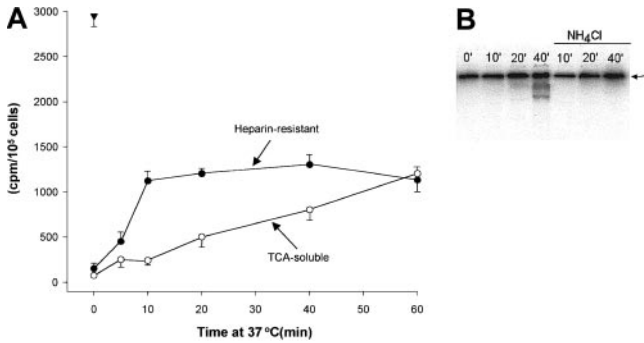 A
(cpm/10⁵ cells)
3000
2500
2000
1500
1000
500
0
Heparin-resistant
TCA-soluble
0 10 20 30 40 60
Time at 37 ºC(min)
B
NH₄Cl
0' 10' 20' 40' 10' 20' 40'